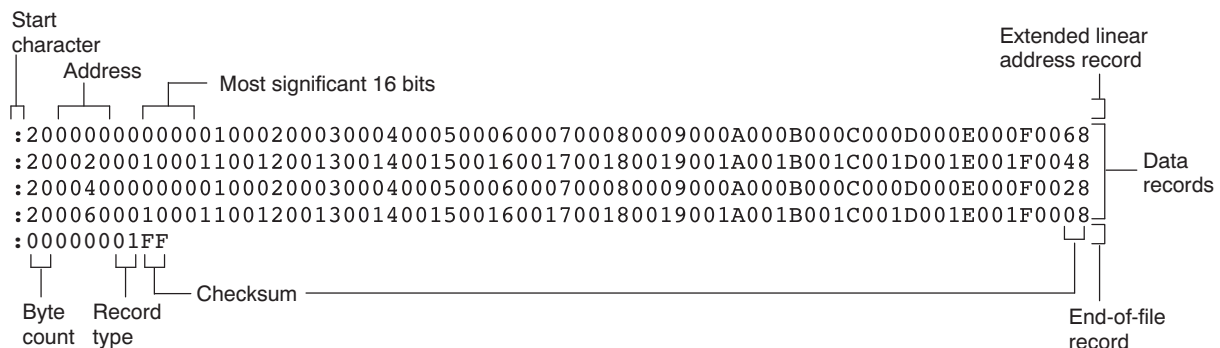 Start
character
Address
Most significant 16 bits
Extended linear
address record
:2000000000000100020003000400050006000700080009000A000B000C000D000E000F0068
:2000200010001100120013001400150016001700180019001A001B001C001D001E001F0048
:2000400000000100020003000400050006000700080009000A000B000C000D000E000F0028
:2000600010001100120013001400150016001700180019001A001B001C001D001E001F0008
:00000001FF
Data
records
Checksum
Byte
count
Record
type
End-of-file
record